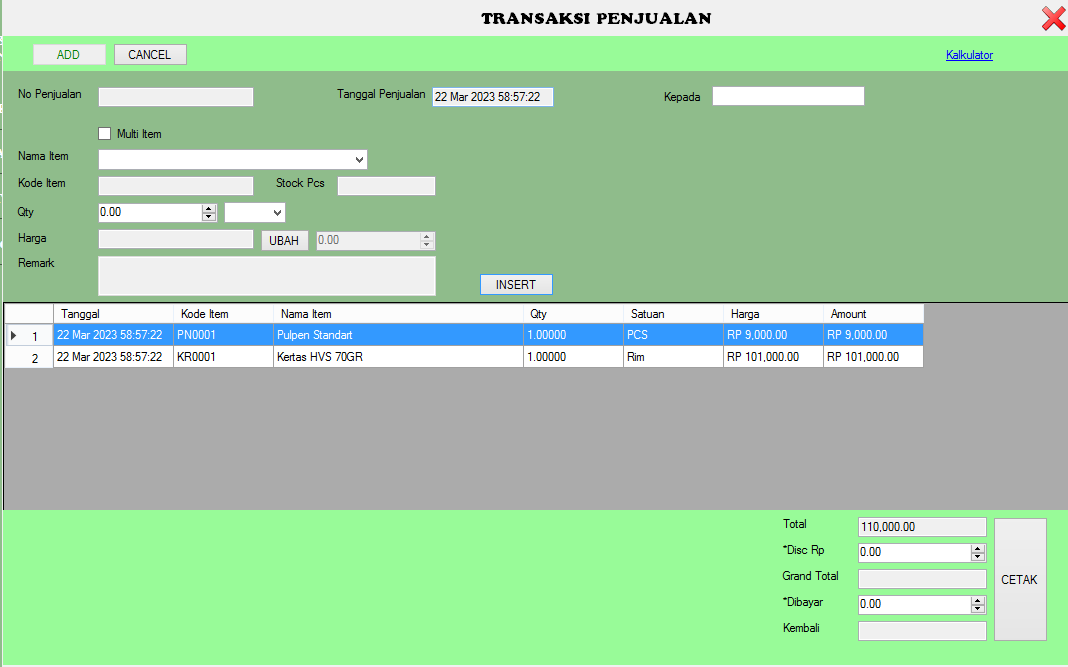 TRANSAKSI PENJUALAN
ADD CANCEL Kalkulator
No Penjualan Tanggal Penjualan 22 Mar 2023 58:57:22 Kepada
Multi Item
Nama Item
Kode Item Stock Pcs
Qty 0.00
Harga UBAH 0.00
Remark
INSERT
Tanggal Kode Item Nama Item Qty Satuan Harga Amount
1 22 Mar 2023 58:57:22 PN0001 Pulpen Standart 1.00000 PCS RP 9,000.00 RP 9,000.00
2 22 Mar 2023 58:57:22 KR0001 Kertas HVS 70GR 1.00000 Rim RP 101,000.00 RP 101,000.00
Total 110,000.00
*Disc Rp 0.00
Grand Total
CETAK
*Dibayar 0.00
Kembali